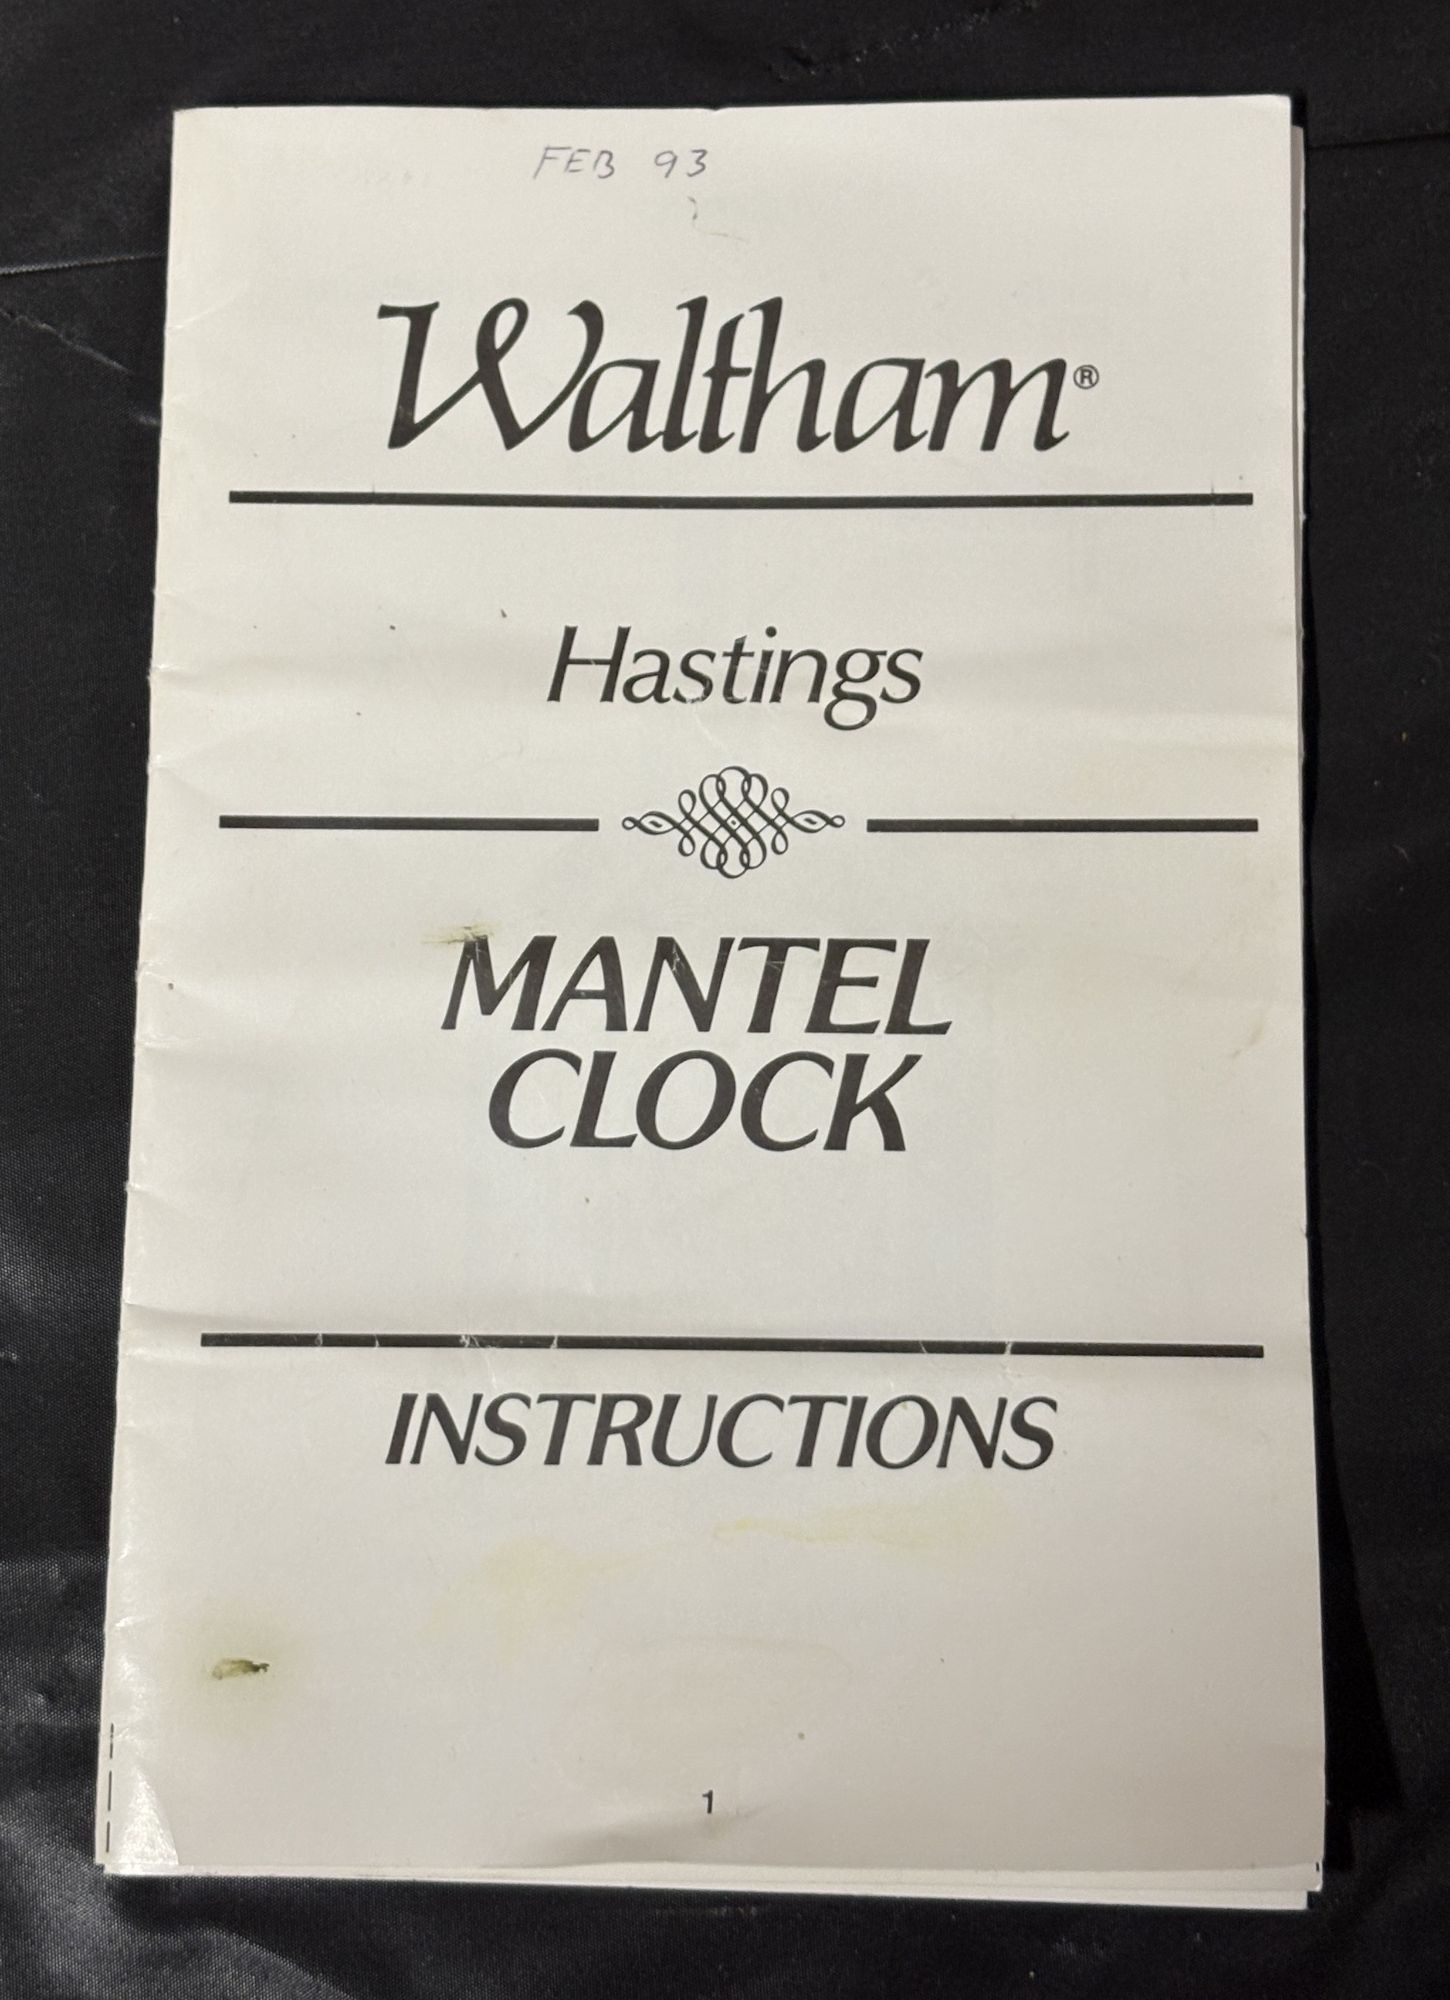 FEB 93
Waltham®
Hastings
MANTEL
CLOCK
INSTRUCTIONS
1